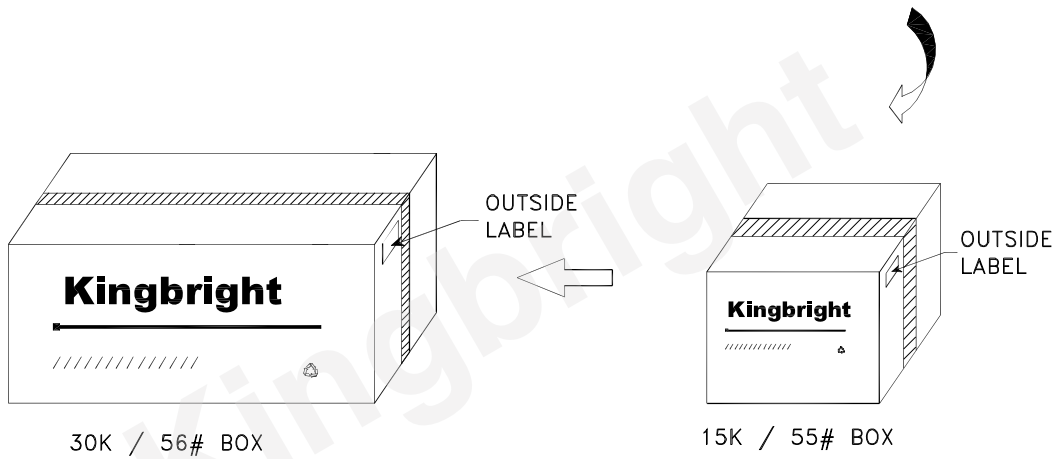 OUTSIDE
LABEL
Kingbright
30K / 56# BOX
OUTSIDE
LABEL
Kingbright
15K / 55# BOX
Kingbright